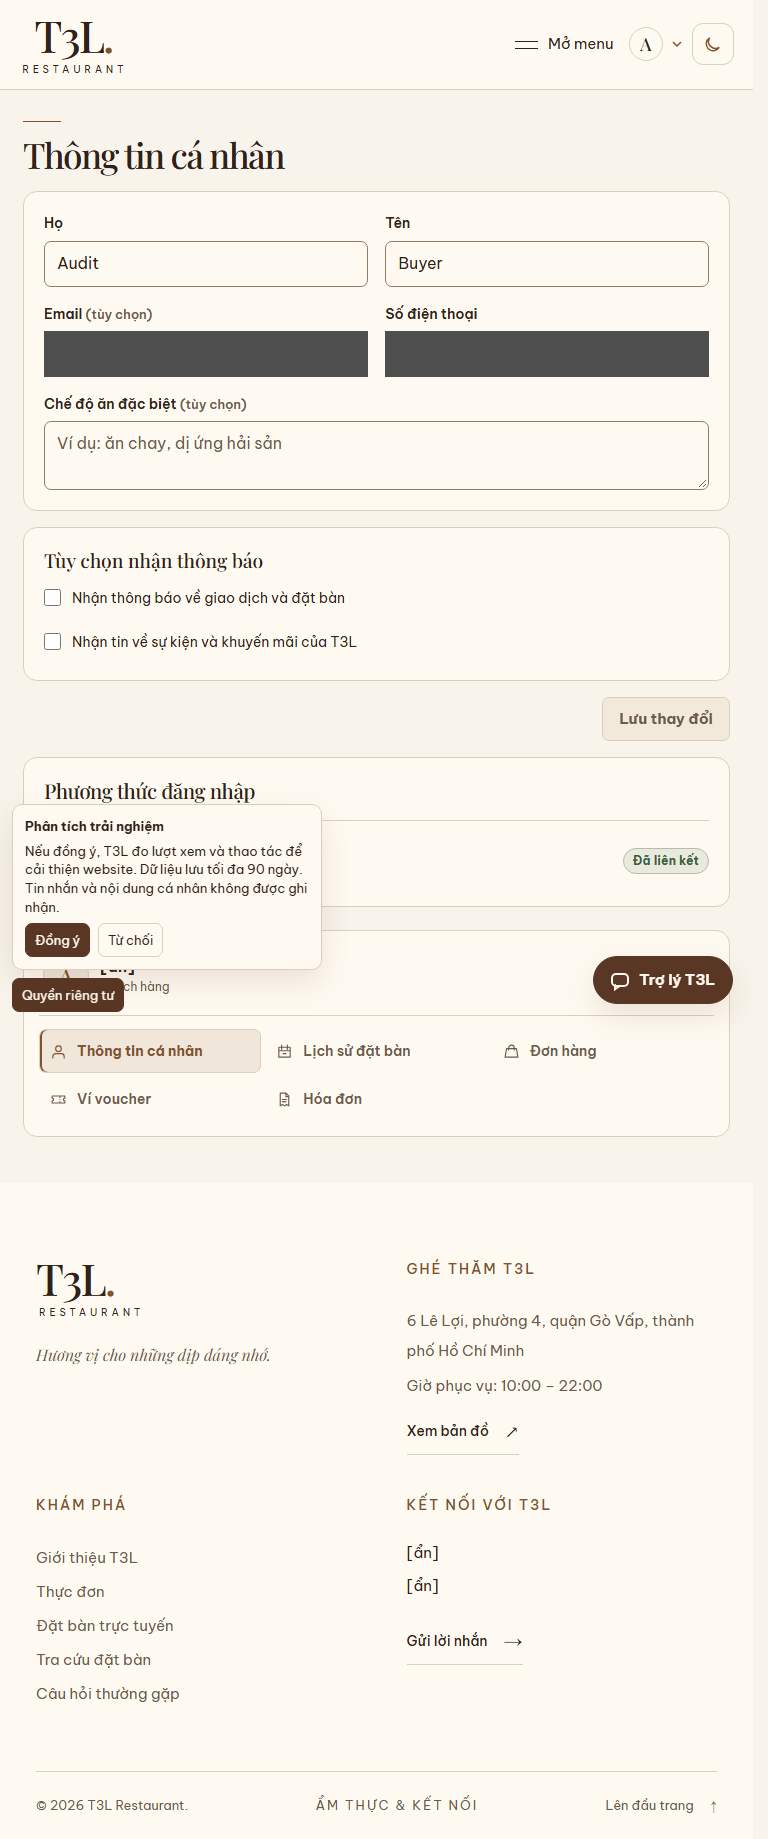 T3L.
RESTAURANT
Mở menu
A
Thông tin cá nhân
Họ
Tên
Audit
Buyer
Email (tùy chọn)
Số điện thoại
Chế độ ăn đặc biệt (tùy chọn)
Ví dụ: ăn chay, dị ứng hải sản
Tùy chọn nhận thông báo
Nhận thông báo về giao dịch và đặt bàn
Nhận tin về sự kiện và khuyến mãi của T3L
Lưu thay đổi
Phương thức đăng nhập
Phân tích trải nghiệm
Nếu đồng ý, T3L đo lượt xem và thao tác để
cải thiện website. Dữ liệu lưu tối đa 90 ngày.
Tin nhắn và nội dung cá nhân không được ghi
nhận.
Đồng ý
Từ chối
Đã liên kết
Quyền riêng tư
hàng
Trợ lý T3L
Thông tin cá nhân
Lịch sử đặt bàn
Đơn hàng
Ví voucher
Hóa đơn
T3L.
RESTAURANT
Hương vị cho những dịp đáng nhớ.
GHÉ THĂM T3L
6 Lê Lợi, phường 4, quận Gò Vấp, thành
phố Hồ Chí Minh
Giờ phục vụ: 10:00 – 22:00
Xem bản đồ ↗
KHÁM PHÁ
Giới thiệu T3L
Thực đơn
Đặt bàn trực tuyến
Tra cứu đặt bàn
Câu hỏi thường gặp
KẾT NỐI VỚI T3L
[ẩn]
[ẩn]
Gửi lời nhắn →
© 2026 T3L Restaurant.
ẨM THỰC & KẾT NỐI
Lên đầu trang ↑